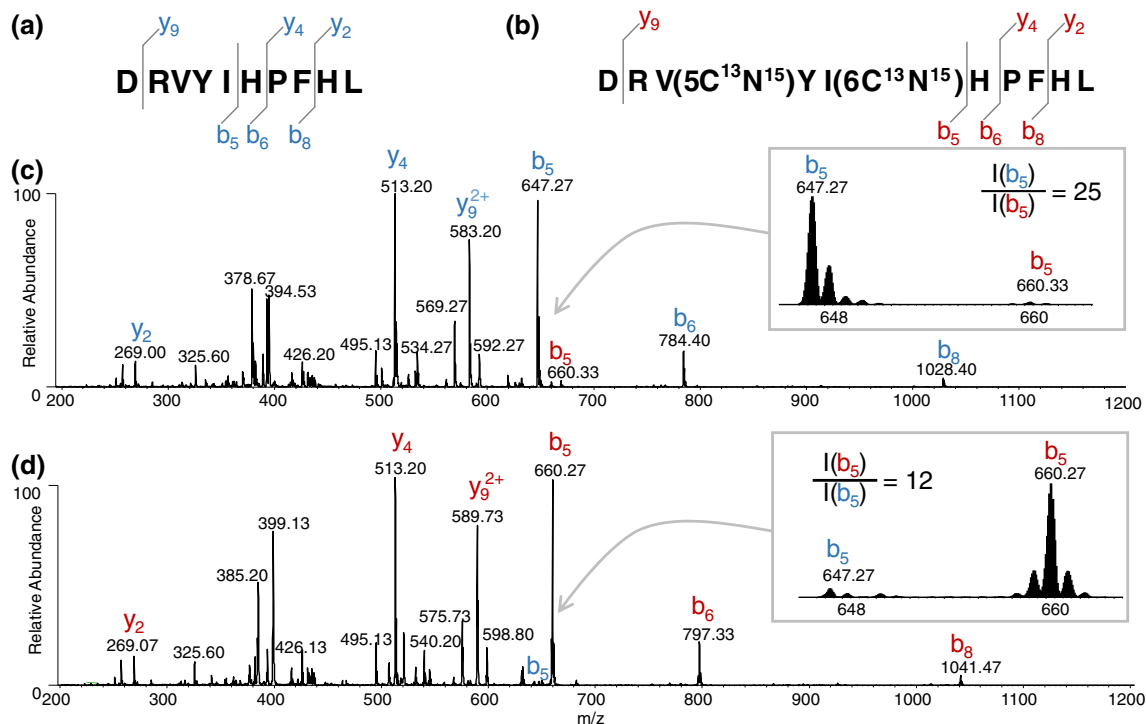 (a)
y9
y4
y2
DRVYIHPFHL
b5
b6
b8
(b)
y9
y4
y2
D R V(5C¹³N¹⁵)Y I(6C¹³N¹⁵)H P F H L
b5
b6
b8
(c)
Relative Abundance
100
0
y2
269.00
325.60
378.67
394.53
426.20
495.13
y4
513.20
534.27
569.27
y9²⁺
583.20
592.27
b5
647.27
b5
660.33
b6
784.40
b8
1028.40
200 300 400 500 600 700 800 900 1000 1100 1200
b5
647.27
I(b5)
I(b5)
= 25
b5
660.33
648
660
(d)
Relative Abundance
100
0
y2
269.07
325.60
385.20
399.13
426.13
495.13
y4
513.20
540.20
575.73
y9²⁺
589.73
598.80
b5
b5
660.27
b6
797.33
b8
1041.47
200 300 400 500 600 700 800 900 1000 1100 1200
m/z
I(b5)
I(b5)
= 12
b5
647.27
b5
660.27
648
660